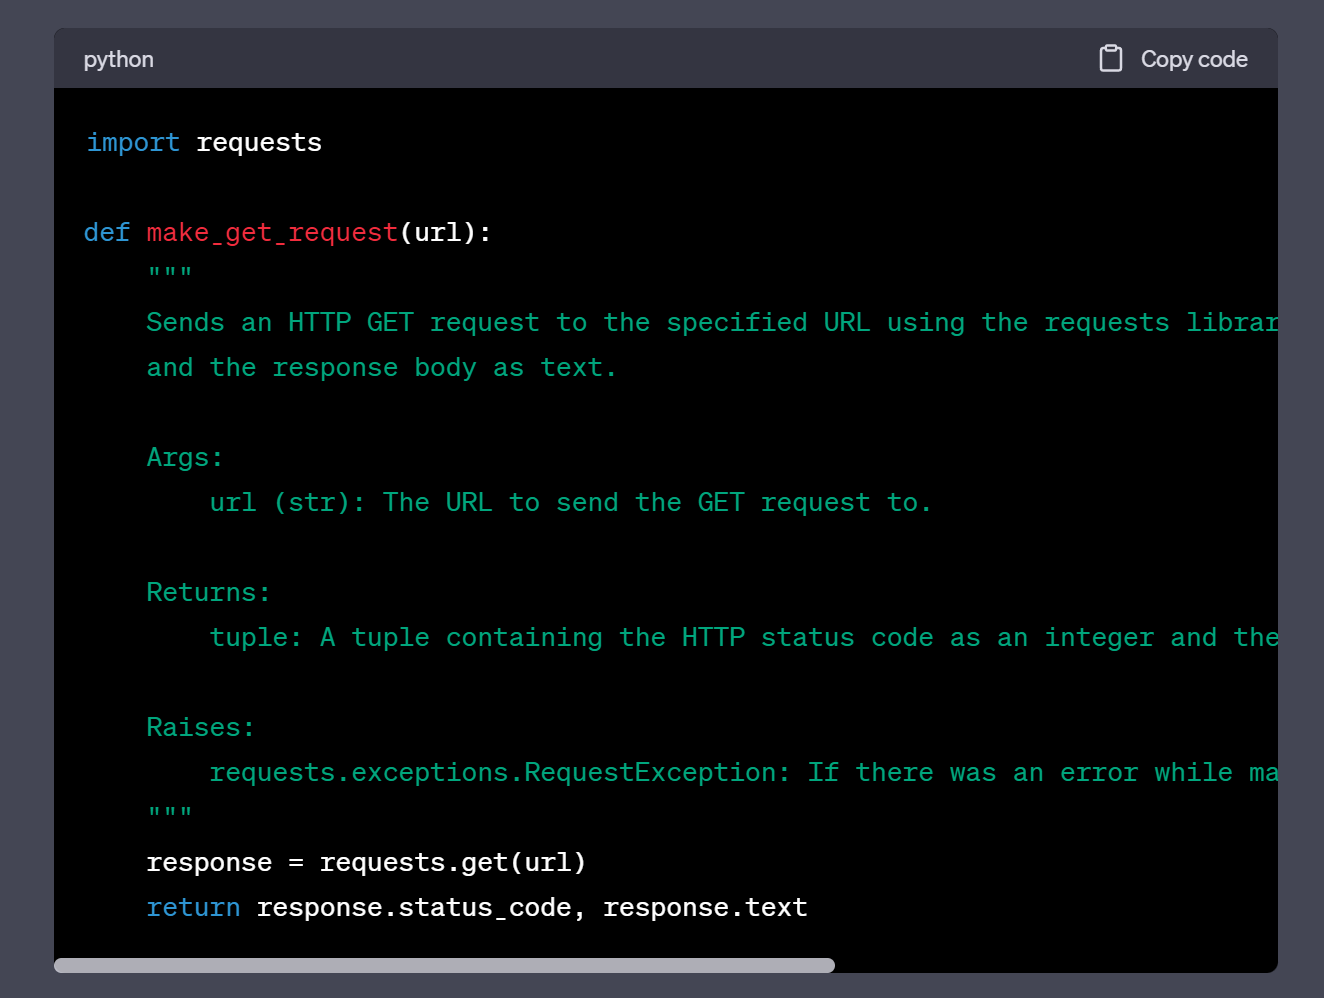 python
Copy code
import requests
def make_get_request(url):
"""
Sends an HTTP GET request to the specified URL using the requests librar
and the response body as text.
Args:
url (str): The URL to send the GET request to.
Returns:
tuple: A tuple containing the HTTP status code as an integer and the
Raises:
requests.exceptions.RequestException: If there was an error while ma
"""
response = requests.get(url)
return response.status_code, response.text